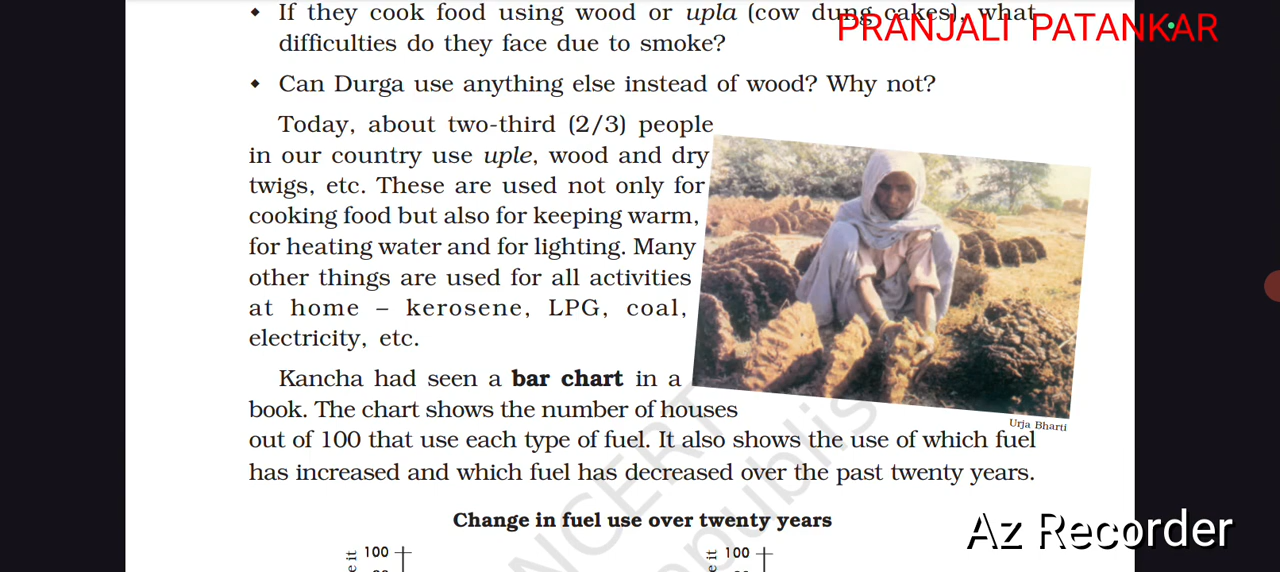 • If they cook food using wood or upla (cow dung cakes), what
PRANJALI PATANKAR
difficulties do they face due to smoke?
• Can Durga use anything else instead of wood? Why not?
Today, about two-third (2/3) people
in our country use uple, wood and dry
twigs, etc. These are used not only for
cooking food but also for keeping warm,
for heating water and for lighting. Many
other things are used for all activities
at home – kerosene, LPG, coal,
electricity, etc.
Kancha had seen a bar chart in a
book. The chart shows the number of houses
Urja Bharti
out of 100 that use each type of fuel. It also shows the use of which fuel
has increased and which fuel has decreased over the past twenty years.
Change in fuel use over twenty years
Az Recorder
100
100
NCERT
republis